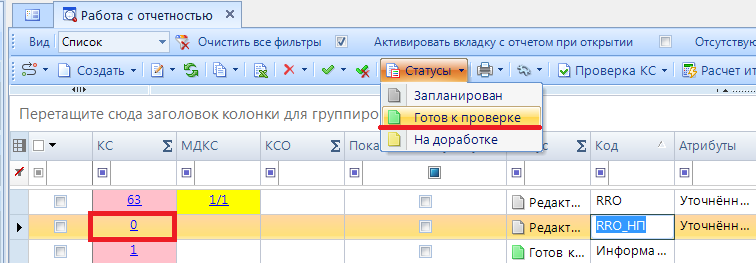 Работа с отчетностью
Вид Список Очистить все фильтры Активировать вкладку с отчетом при открытии Отсутствую
Создать Статусы Проверка КС Расчет ит
Запланирован
Перетащите сюда заголовок колонки для группиро
Готов к проверке
На доработке
КС Σ МДКС Σ КСО Σ Пока с Код Атрибуты
63 1/1 Редакт RRO Уточнённ...
0 Редакт RRO_НП Уточнённ...
1 Готов к Информа Уточнённ...